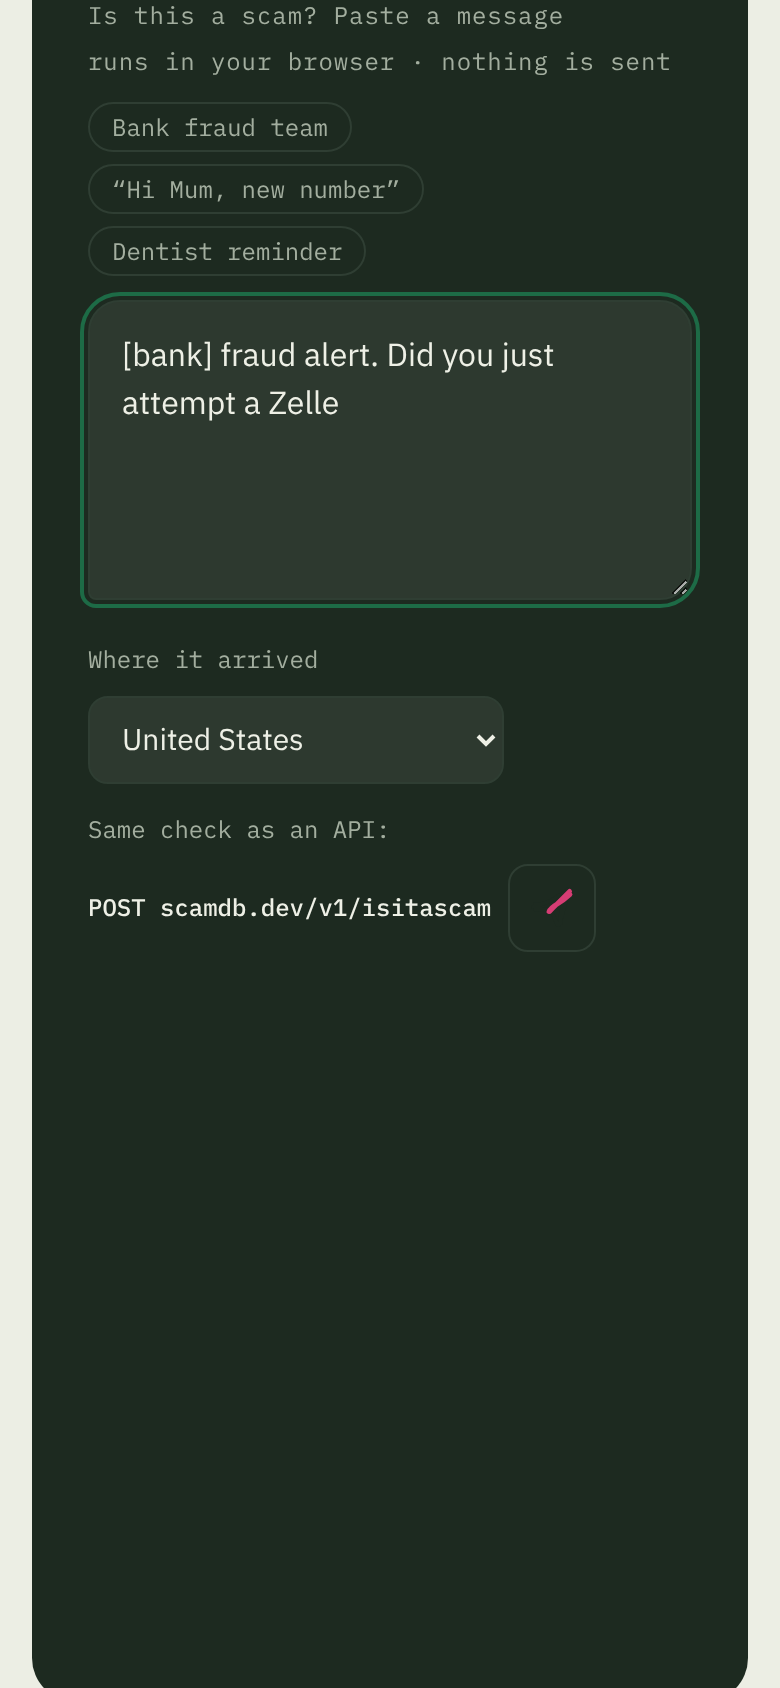 Is this a scam? Paste a message
runs in your browser · nothing is sent
Bank fraud team
“Hi Mum, new number”
Dentist reminder
[bank] fraud alert. Did you just
attempt a Zelle
Where it arrived
United States
Same check as an API:
POST scamdb.dev/v1/isitascam